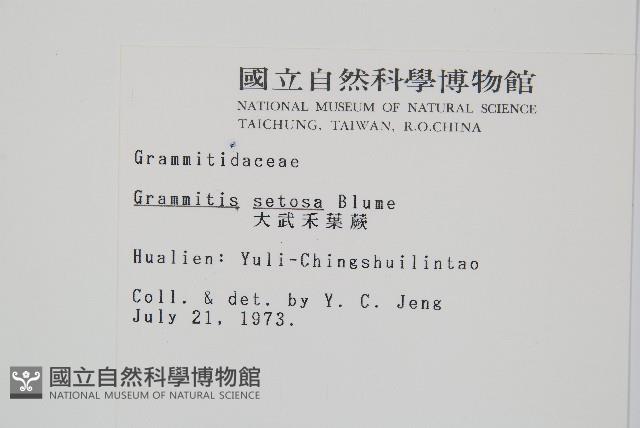 國立自然科學博物館
NATIONAL MUSEUM OF NATURAL SCIENCE
TAICHUNG, TAIWAN, R.O.CHINA
Grammitidaceae
Grammitis setosa Blume
大武禾葉蕨
Hualien: Yuli-Chingshuilintao
Coll. & det. by Y. C. Jeng
July 21, 1973.
國立自然科學博物館
NATIONAL MUSEUM OF NATURAL SCIENCE